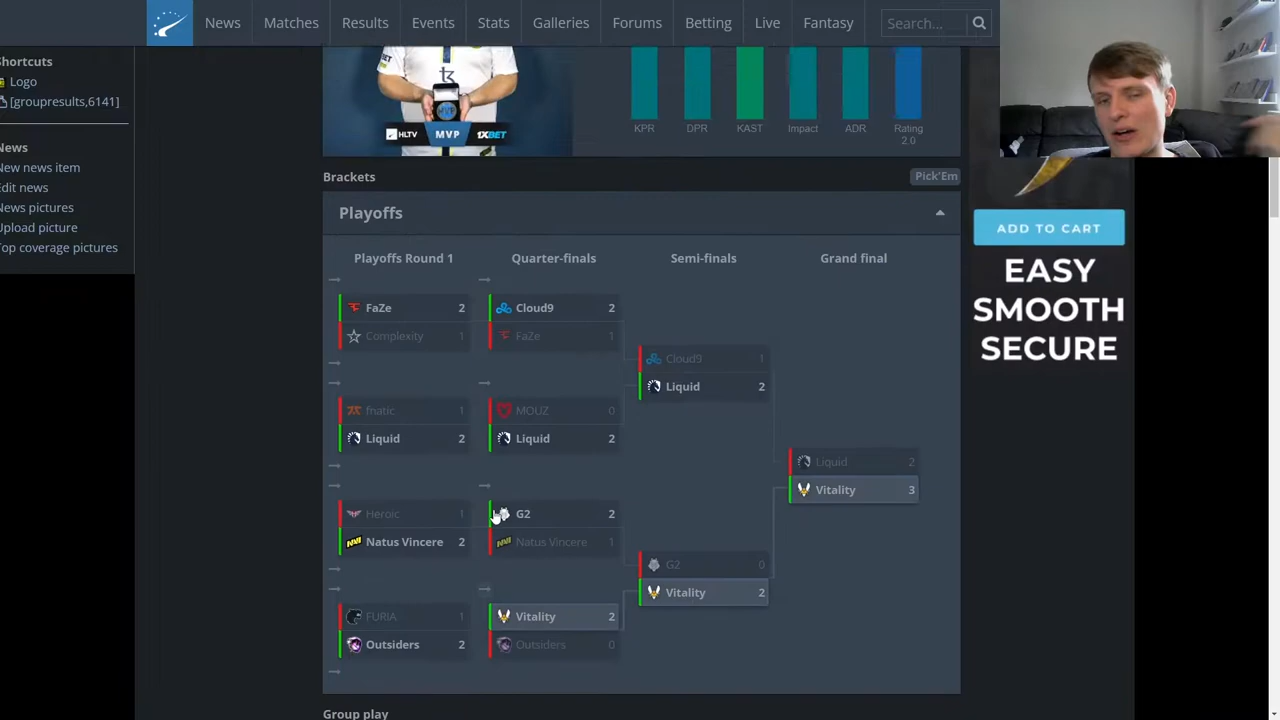 News Matches Results Events Stats Galleries Forums Betting Live Fantasy Search...
Shortcuts
Logo
[groupresults,6141]
News
New news item
Edit news
News pictures
Upload picture
Top coverage pictures
HLTV MVP 1XBET
KPR DPR KAST Impact ADR Rating 2.0
Brackets Pick'Em
Playoffs
Playoffs Round 1 Quarter-finals Semi-finals Grand final
FaZe 2 Cloud9 2
Complexity 1 FaZe 1
Cloud9 1
Liquid 2
fnatic 1 MOUZ 0
Liquid 2 Liquid 2
Liquid 2
Vitality 3
Heroic 1 G2 2
Natus Vincere 2 Natus Vincere 1
G2 0
Vitality 2
FURIA 1 Vitality 2
Outsiders 2 Outsiders 0
Group play
ADD TO CART
EASY
SMOOTH
SECURE